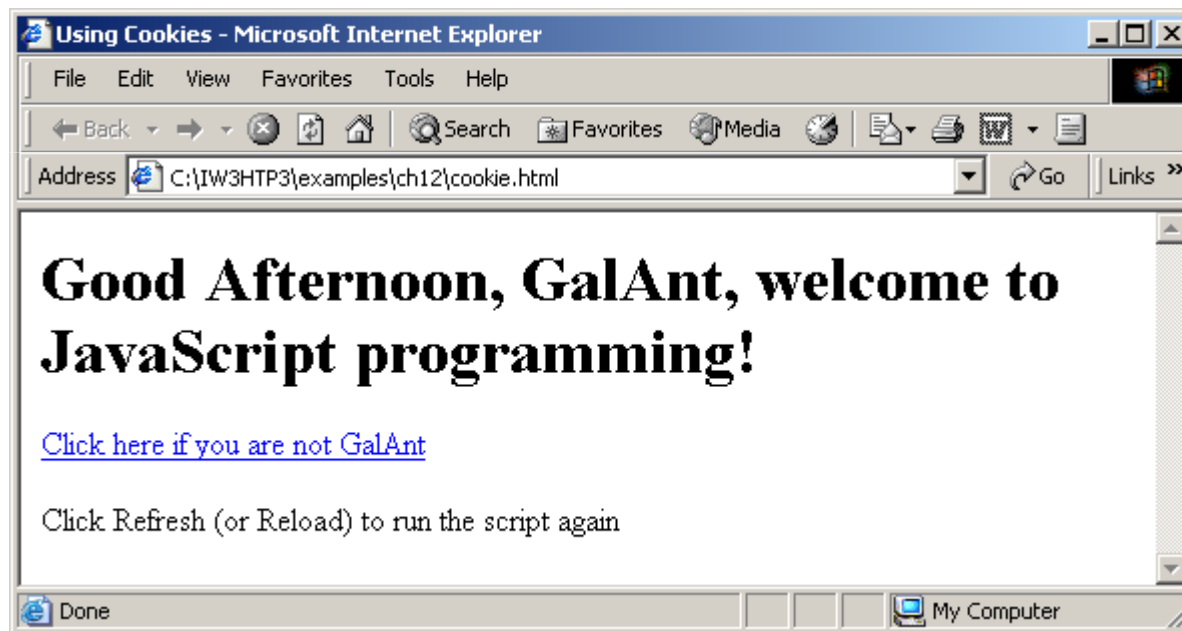 Using Cookies - Microsoft Internet Explorer
File Edit View Favorites Tools Help
Back Search Favorites Media W
Address C:\IW3HTP3\examples\ch12\cookie.html Go Links »
Good Afternoon, GalAnt, welcome to
JavaScript programming!
Click here if you are not GalAnt
Click Refresh (or Reload) to run the script again
Done My Computer